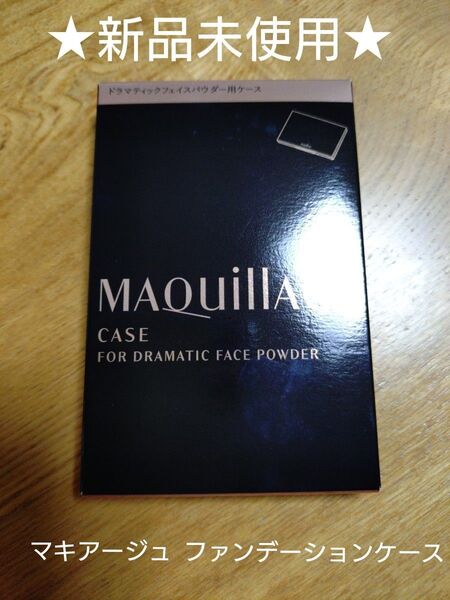 ★新品未使用★
ドラマティックフェイスパウダー用ケース
MAQuillA
CASE
FOR DRAMATIC FACE POWDER
マキアージュ ファンデーションケース